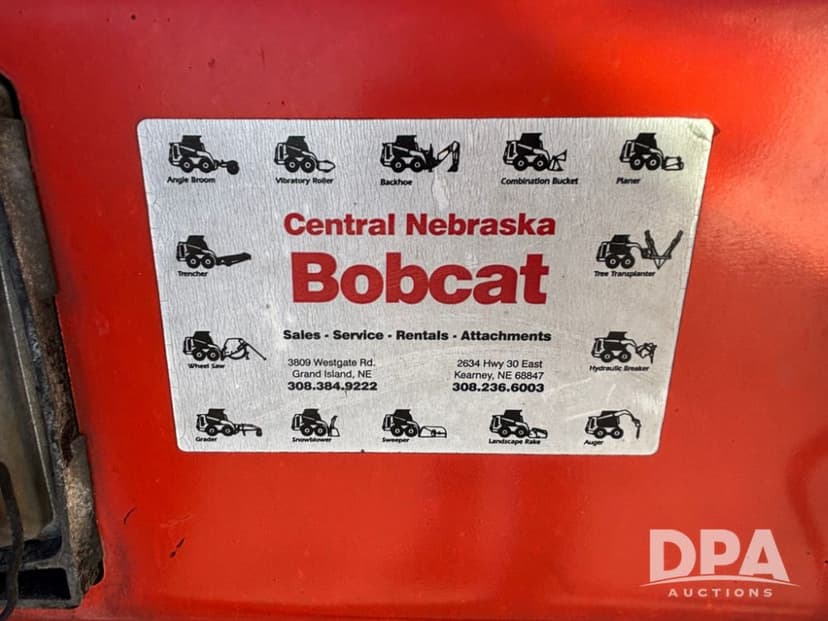 Angle Broom
Vibratory Roller
Backhoe
Combination Bucket
Planer
Central Nebraska
Bobcat
Trencher
Tree Transplanter
Sales - Service - Rentals - Attachments
Wheel Saw
Hydraulic Breaker
3809 Westgate Rd.
Grand Island, NE
308.384.9222
2634 Hwy 30 East
Kearney, NE 68847
308.236.6003
Grader
Snowblower
Sweeper
Landscape Rake
Auger
DPA
AUCTIONS